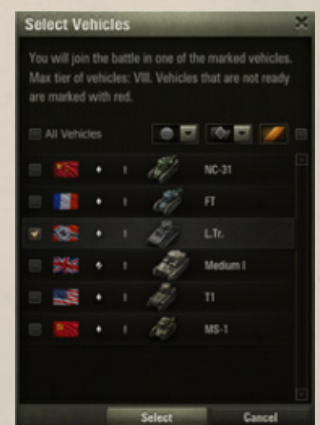 Select Vehicles
You will join the battle in one of the marked vehicles.
Max tier of vehicles: VIII. Vehicles that are not ready
are marked with red.
All Vehicles
I NC-31
I FT
I L.Tr.
I Medium I
I T1
I MS-1
Select Cancel